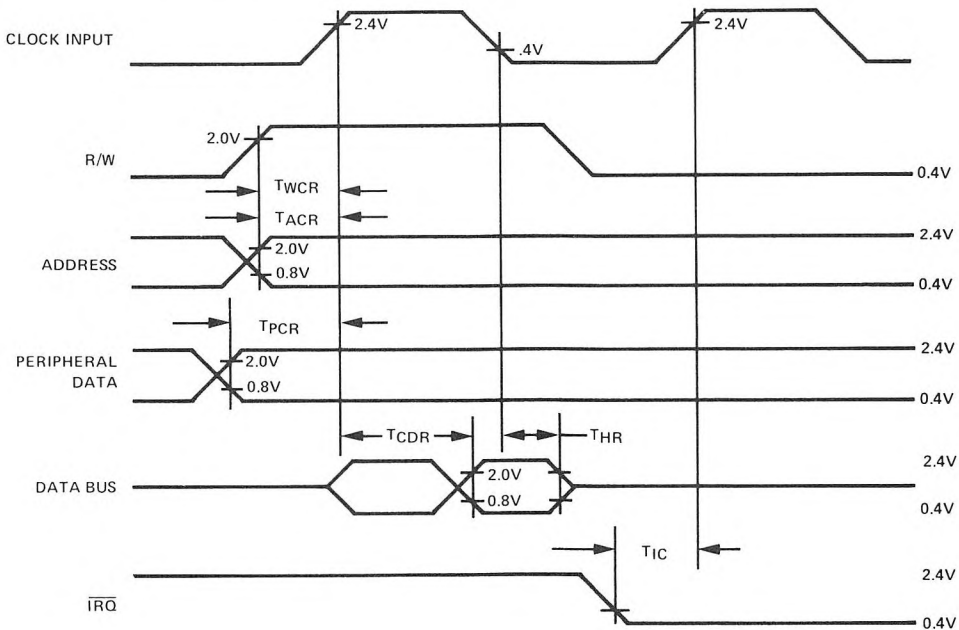 CLOCK INPUT
2.4V
.4V
2.4V
R/W
2.0V
0.4V
TWCR
TACR
ADDRESS
2.0V
0.8V
2.4V
0.4V
TPCR
PERIPHERAL
DATA
2.0V
0.8V
2.4V
0.4V
TCDR
THR
DATA BUS
2.0V
0.8V
2.4V
0.4V
TIC
IRQ
2.4V
0.4V